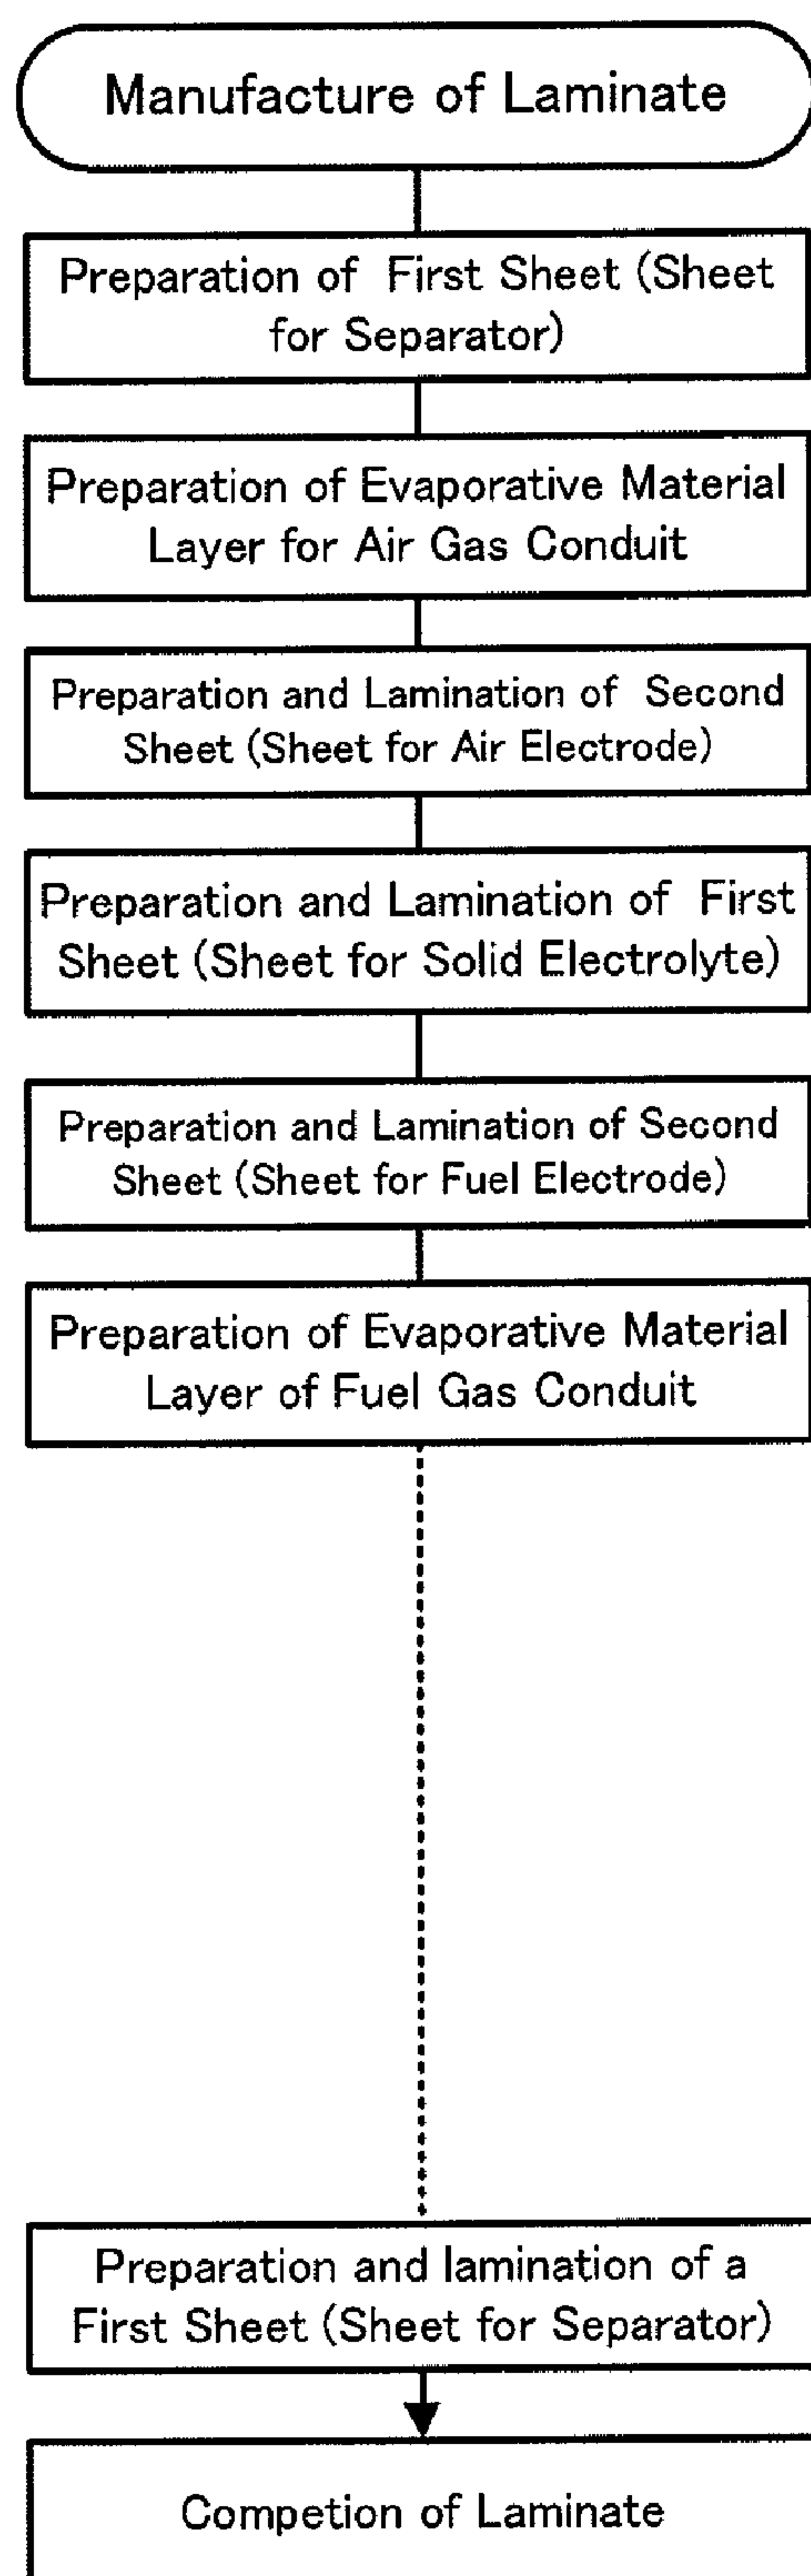 Manufacture of Laminate
Preparation of First Sheet (Sheet
for Separator)
Preparation of Evaporative Material
Layer for Air Gas Conduit
Preparation and Lamination of Second
Sheet (Sheet for Air Electrode)
Preparation and Lamination of First
Sheet (Sheet for Solid Electrolyte)
Preparation and Lamination of Second
Sheet (Sheet for Fuel Electrode)
Preparation of Evaporative Material
Layer of Fuel Gas Conduit
Preparation and lamination of a
First Sheet (Sheet for Separator)
Competion of Laminate